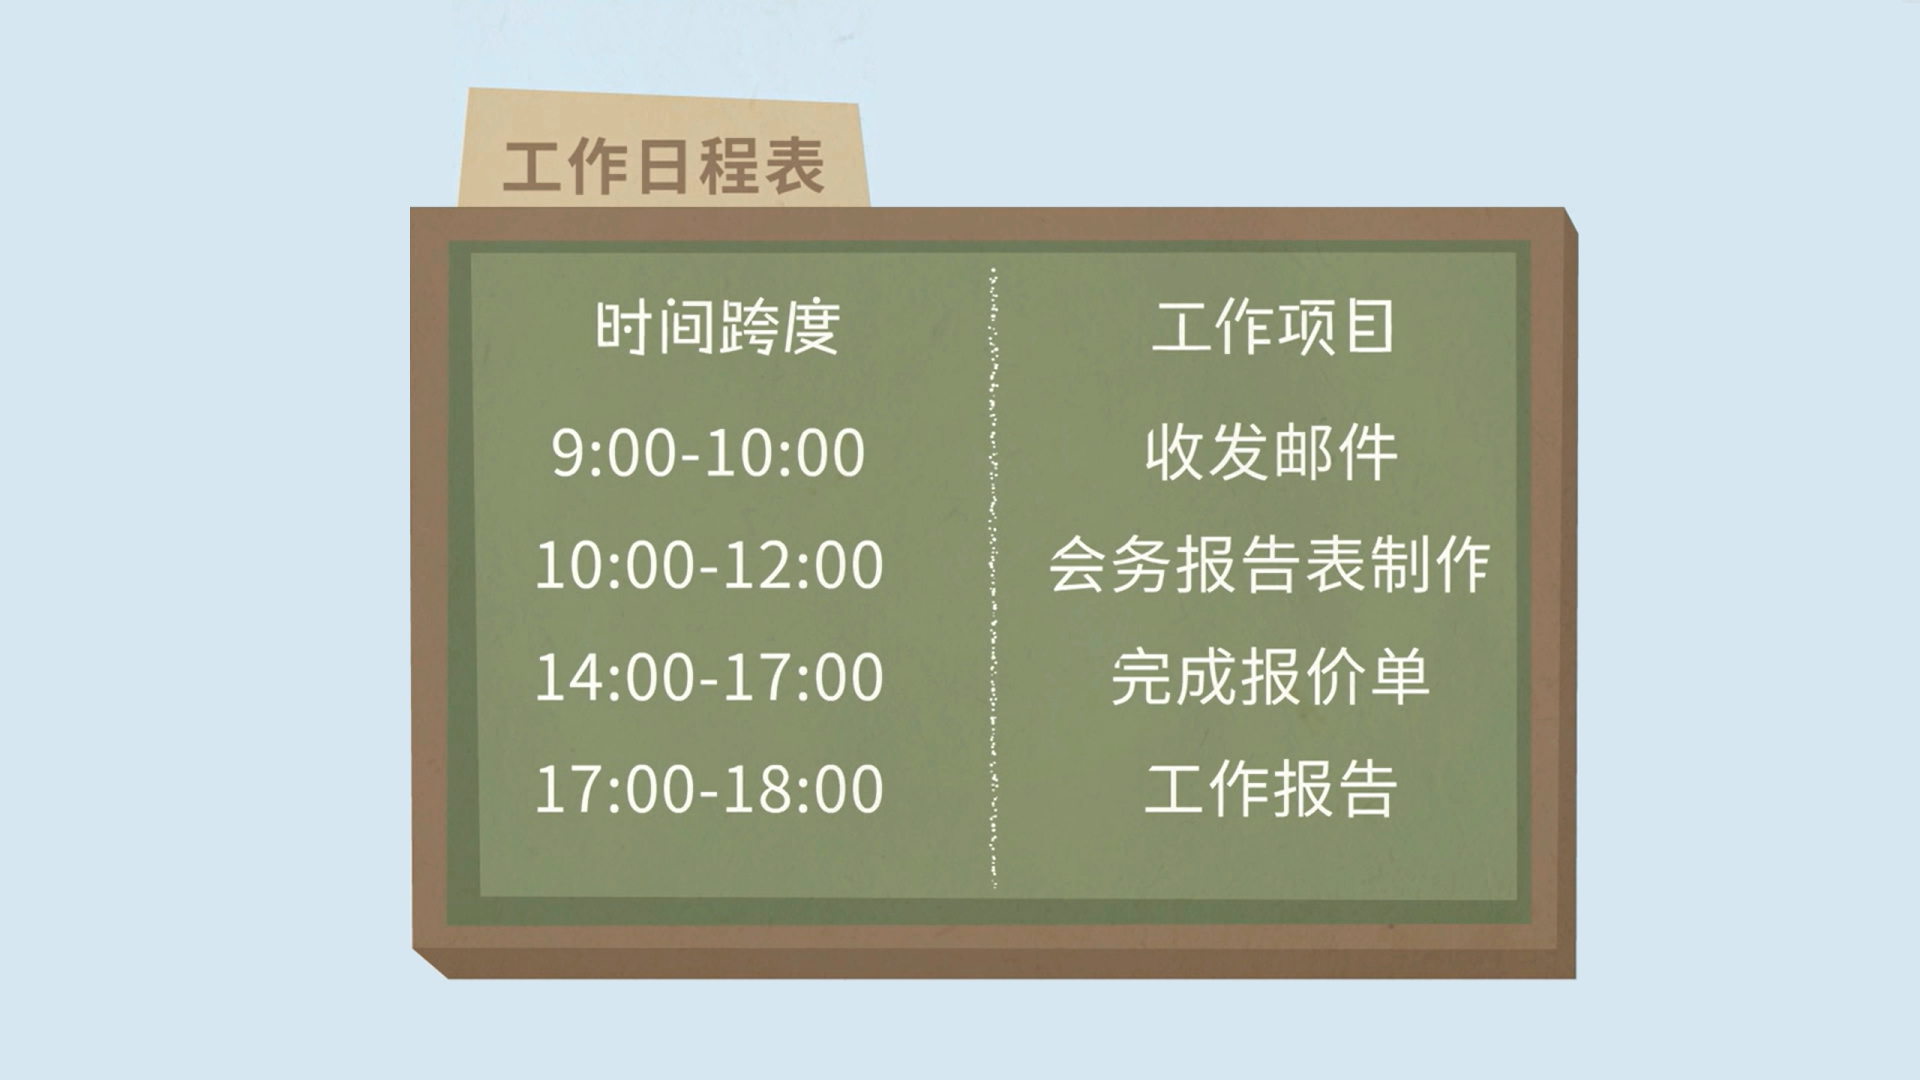 工作日程表
时间跨度 工作项目
9:00-10:00 收发邮件
10:00-12:00 会务报告表制作
14:00-17:00 完成报价单
17:00-18:00 工作报告